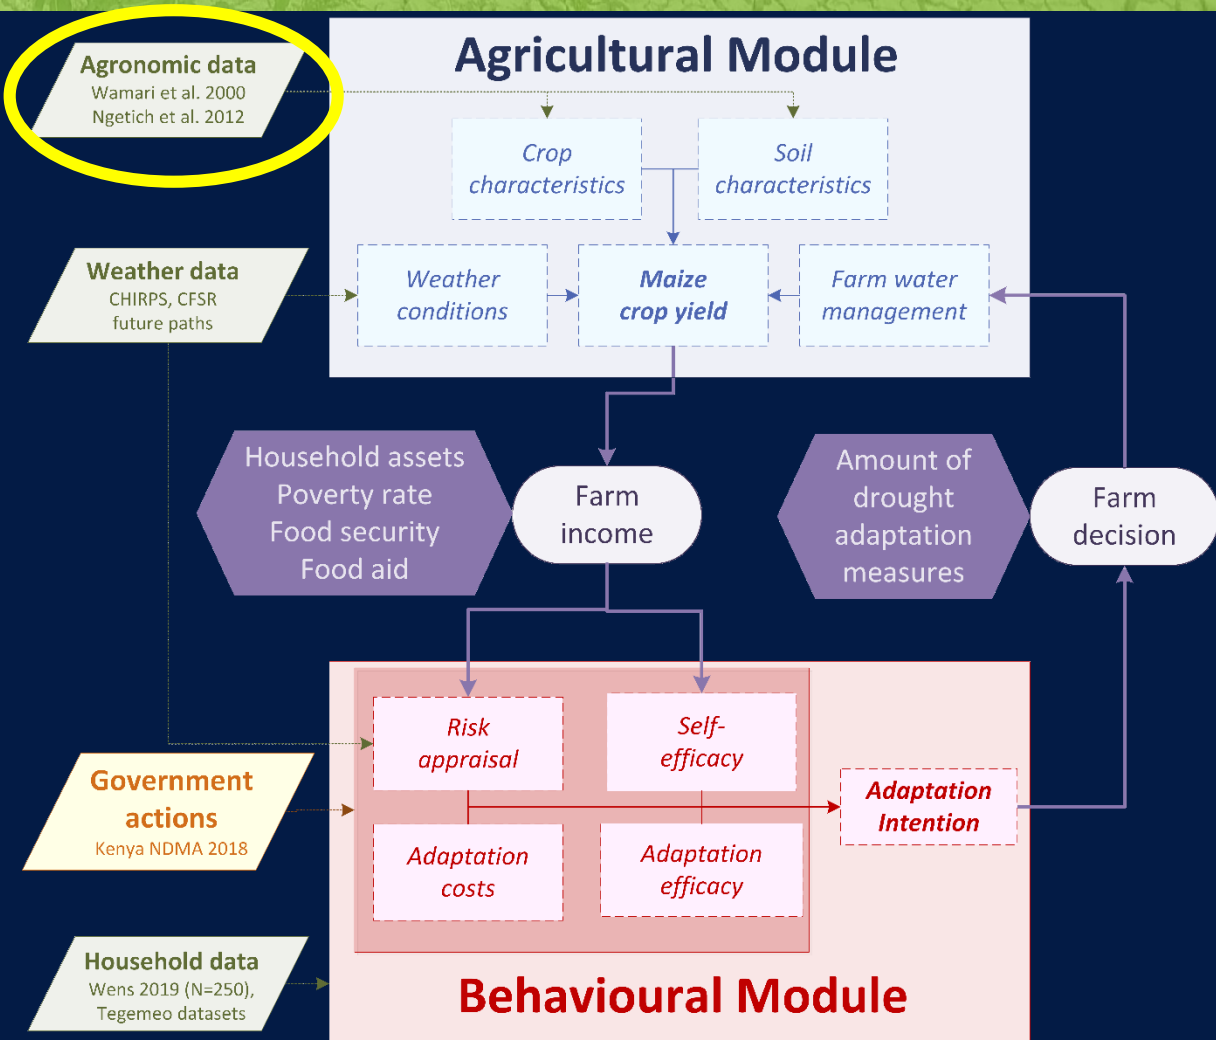 Agricultural Module
Agronomic data
Wamari et al. 2000
Ngetich et al. 2012
Crop
characteristics
Soil
characteristics
Weather data
CHIRPS, CFSR
future paths
Weather
conditions
Maize
crop yield
Farm water
management
Household assets
Poverty rate
Food security
Food aid
Farm
income
Amount of
drought
adaptation
measures
Farm
decision
Risk
appraisal
Self-
efficacy
Government
actions
Kenya NDMA 2018
Adaptation
Intention
Adaptation
costs
Adaptation
efficacy
Household data
Wens 2019 (N=250),
Tegemeo datasets
Behavioural Module